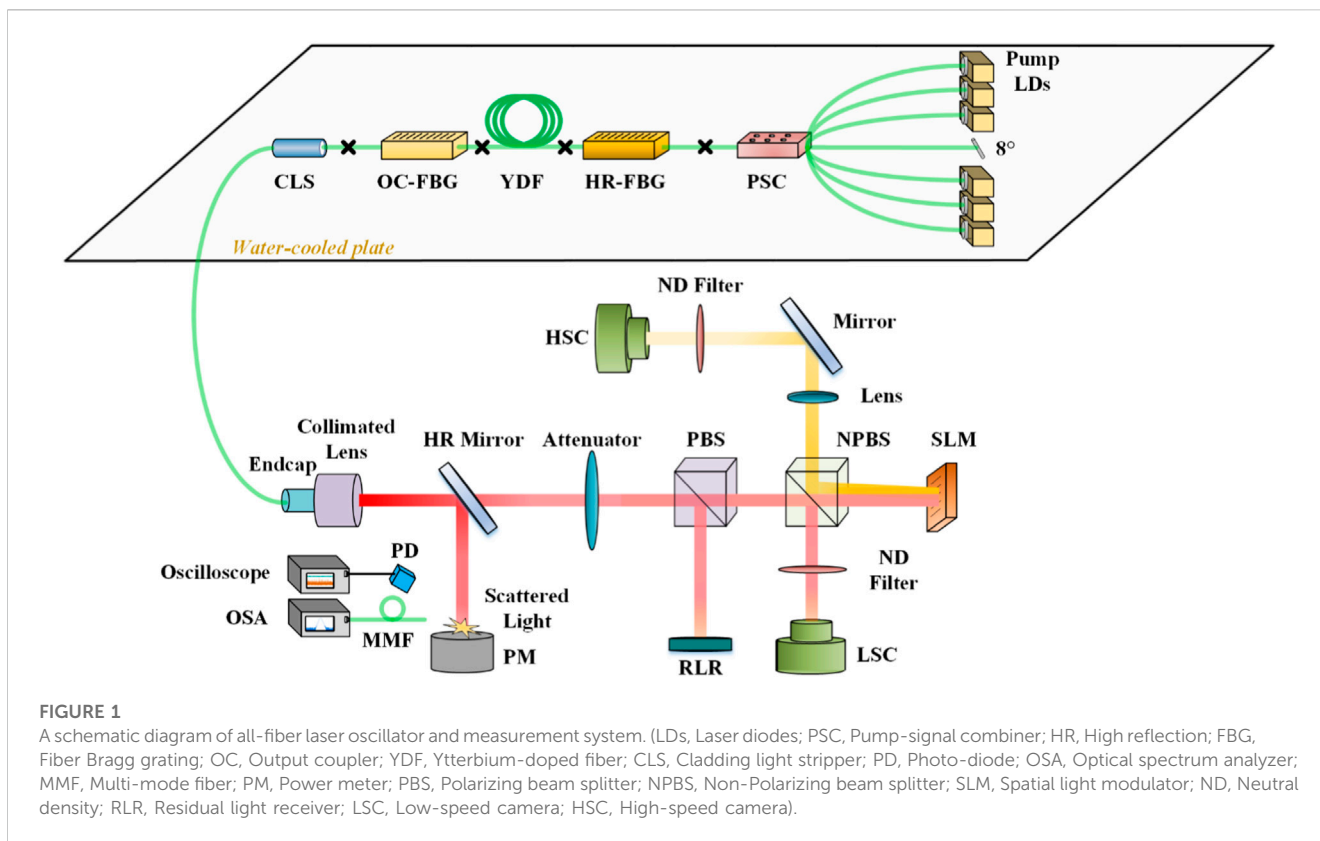 Pump
LDs
8°
CLS
OC-FBG
YDF
HR-FBG
PSC
Water-cooled plate
ND Filter
Mirror
HSC
Lens
Collimated
Lens
HR Mirror
Attenuator
PBS
NPBS
SLM
Endcap
PD
Oscilloscope
ND
Filter
Scattered
Light
OSA
MMF
PM
RLR
LSC
FIGURE 1
A schematic diagram of all-fiber laser oscillator and measurement system. (LDs, Laser diodes; PSC, Pump-signal combiner; HR, High reflection; FBG,
Fiber Bragg grating; OC, Output coupler; YDF, Ytterbium-doped fiber; CLS, Cladding light stripper; PD, Photo-diode; OSA, Optical spectrum analyzer;
MMF, Multi-mode fiber; PM, Power meter; PBS, Polarizing beam splitter; NPBS, Non-Polarizing beam splitter; SLM, Spatial light modulator; ND, Neutral
density; RLR, Residual light receiver; LSC, Low-speed camera; HSC, High-speed camera).